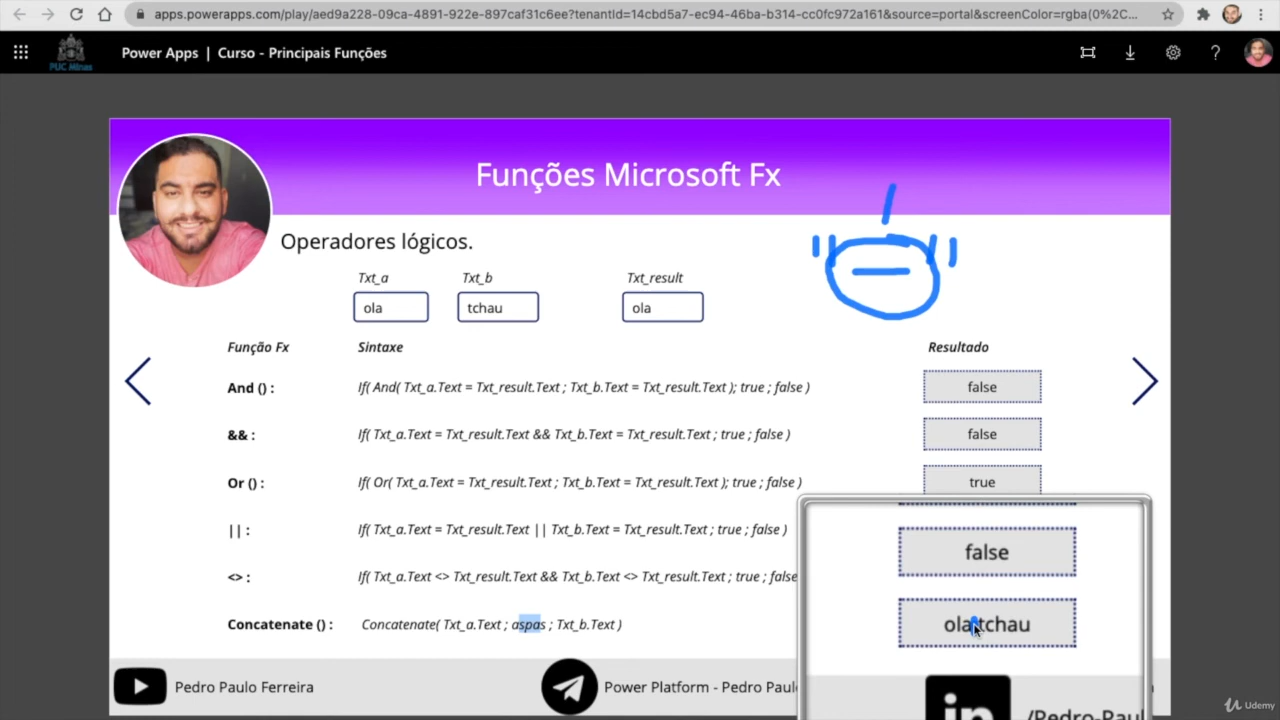 apps.powerapps.com/play/aed9a228-09ca-4891-922e-897caf31c6ee?tenantId=14cbd5a7-ec94-46ba-b314-cc0fc972a161&source=portal&screenColor=rgba(0%2C...
PUC Minas
Power Apps | Curso - Principais Funções
Funções Microsoft Fx
Operadores lógicos.
Txt_a Txt_b Txt_result
ola tchau ola
Função Fx Sintaxe Resultado
And () : If( And( Txt_a.Text = Txt_result.Text ; Txt_b.Text = Txt_result.Text ); true ; false ) false
&& : If( Txt_a.Text = Txt_result.Text && Txt_b.Text = Txt_result.Text ; true ; false ) false
Or () : If( Or( Txt_a.Text = Txt_result.Text ; Txt_b.Text = Txt_result.Text ); true ; false ) true
|| : If( Txt_a.Text = Txt_result.Text || Txt_b.Text = Txt_result.Text ; true ; false )
false
<> : If( Txt_a.Text <> Txt_result.Text && Txt_b.Text <> Txt_result.Text ; true ; false
Concatenate () : Concatenate( Txt_a.Text ; aspas ; Txt_b.Text ) ola tchau
Pedro Paulo Ferreira Power Platform - Pedro Paul
in /Pedro-Paul
Udemy